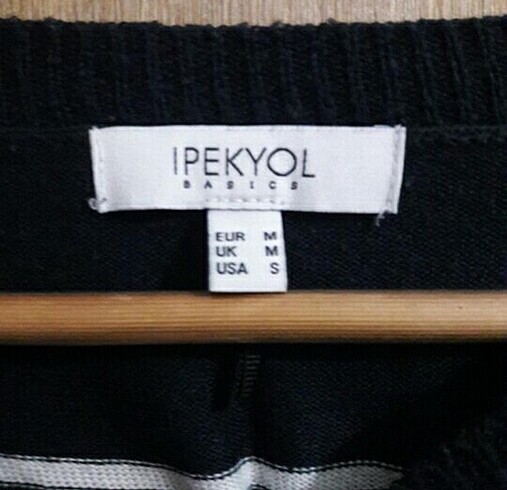 IPEKYOL
BASICS
EUR M
UK M
USA S